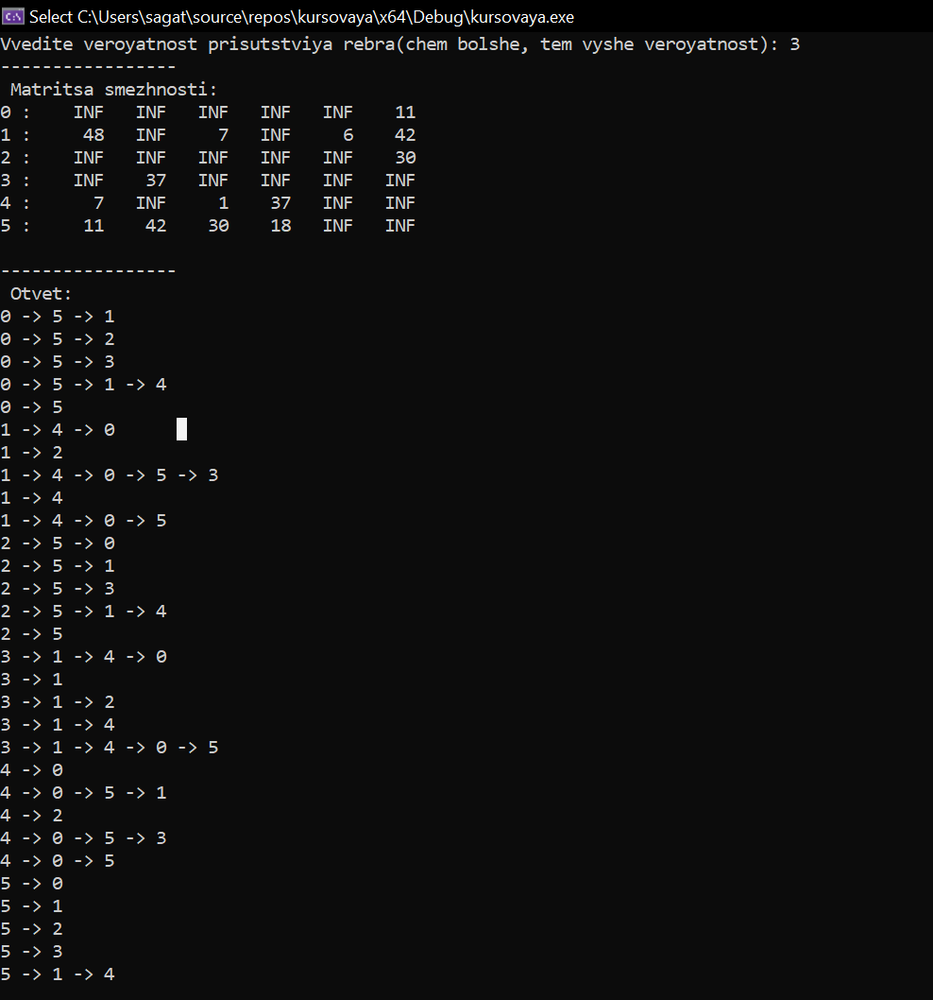 Select C:\Users\sagat\source\repos\kursovaya\x64\Debug\kursovaya.exe
Vvedite veroyatnost prisutstviya rebra(chem bolshe, tem vyshe veroyatnost): 3
-----------------
Matritsa smezhnosti:
0 : INF INF INF INF INF 11
1 : 48 INF 7 INF 6 42
2 : INF INF INF INF INF 30
3 : INF 37 INF INF INF INF
4 : 7 INF 1 37 INF INF
5 : 11 42 30 18 INF INF
-----------------
Otvet:
0 -> 5 -> 1
0 -> 5 -> 2
0 -> 5 -> 3
0 -> 5 -> 1 -> 4
0 -> 5
1 -> 4 -> 0
1 -> 2
1 -> 4 -> 0 -> 5 -> 3
1 -> 4
1 -> 4 -> 0 -> 5
2 -> 5 -> 0
2 -> 5 -> 1
2 -> 5 -> 3
2 -> 5 -> 1 -> 4
2 -> 5
3 -> 1 -> 4 -> 0
3 -> 1
3 -> 1 -> 2
3 -> 1 -> 4
3 -> 1 -> 4 -> 0 -> 5
4 -> 0
4 -> 0 -> 5 -> 1
4 -> 2
4 -> 0 -> 5 -> 3
4 -> 0 -> 5
5 -> 0
5 -> 1
5 -> 2
5 -> 3
5 -> 1 -> 4